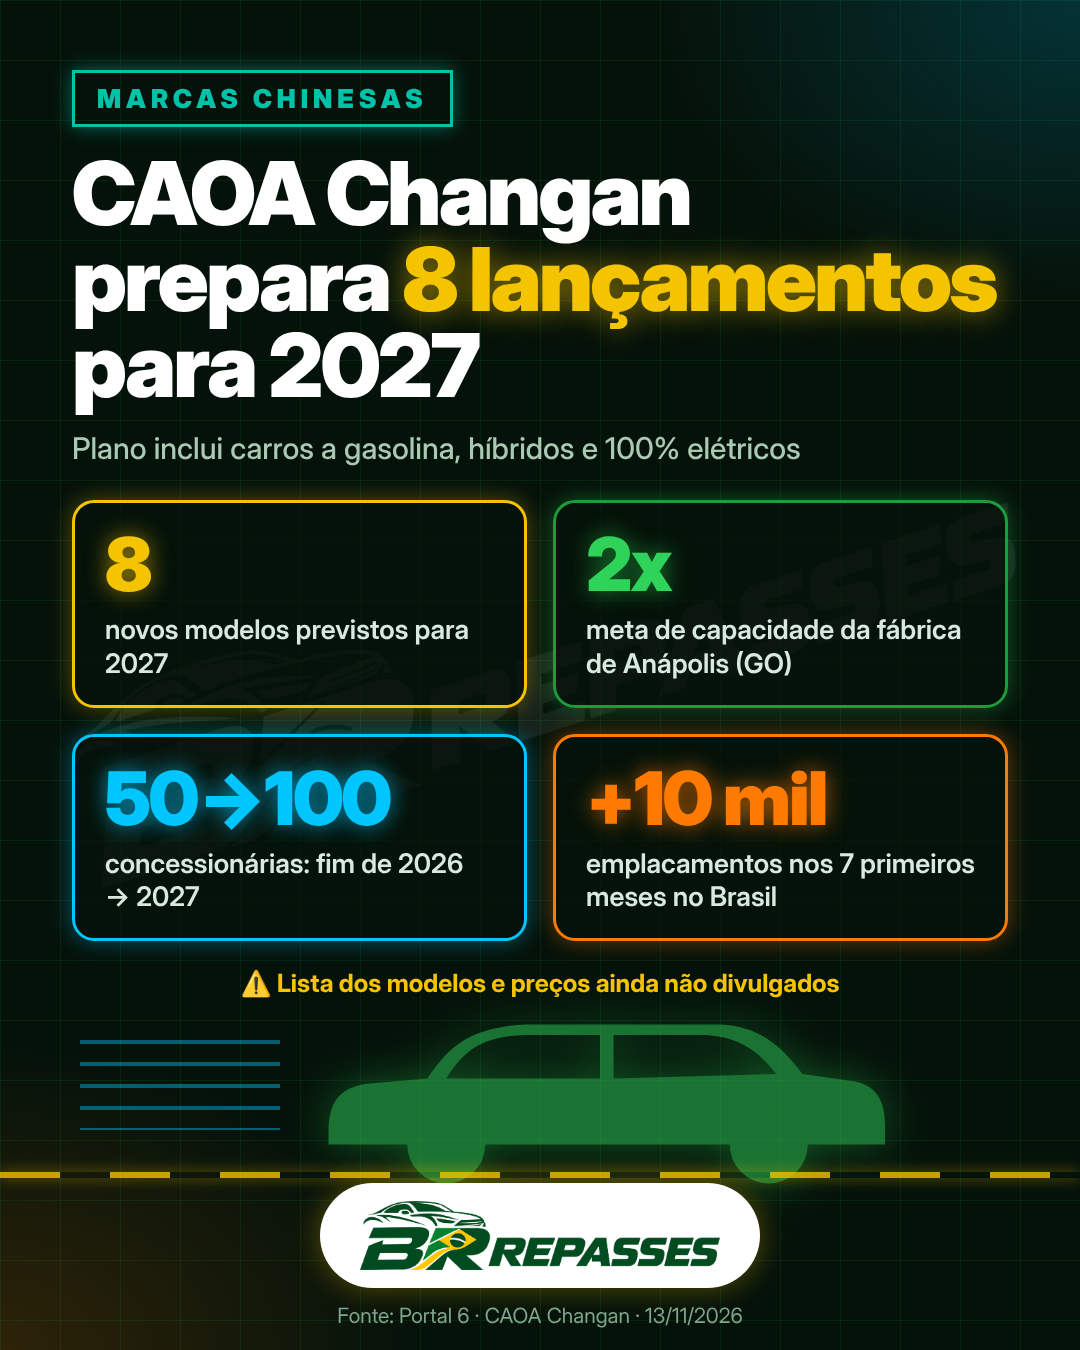 MARCAS CHINESAS
CAOA Changan
prepara 8 lançamentos
para 2027
Plano inclui carros a gasolina, híbridos e 100% elétricos
8
novos modelos previstos para
2027
2x
meta de capacidade da fábrica
de Anápolis (GO)
50→100
concessionárias: fim de 2026
→ 2027
+10 mil
emplacamentos nos 7 primeiros
meses no Brasil
BR REPASSES
⚠️ Lista dos modelos e preços ainda não divulgados
BR REPASSES
Fonte: Portal 6 · CAOA Changan · 13/11/2026